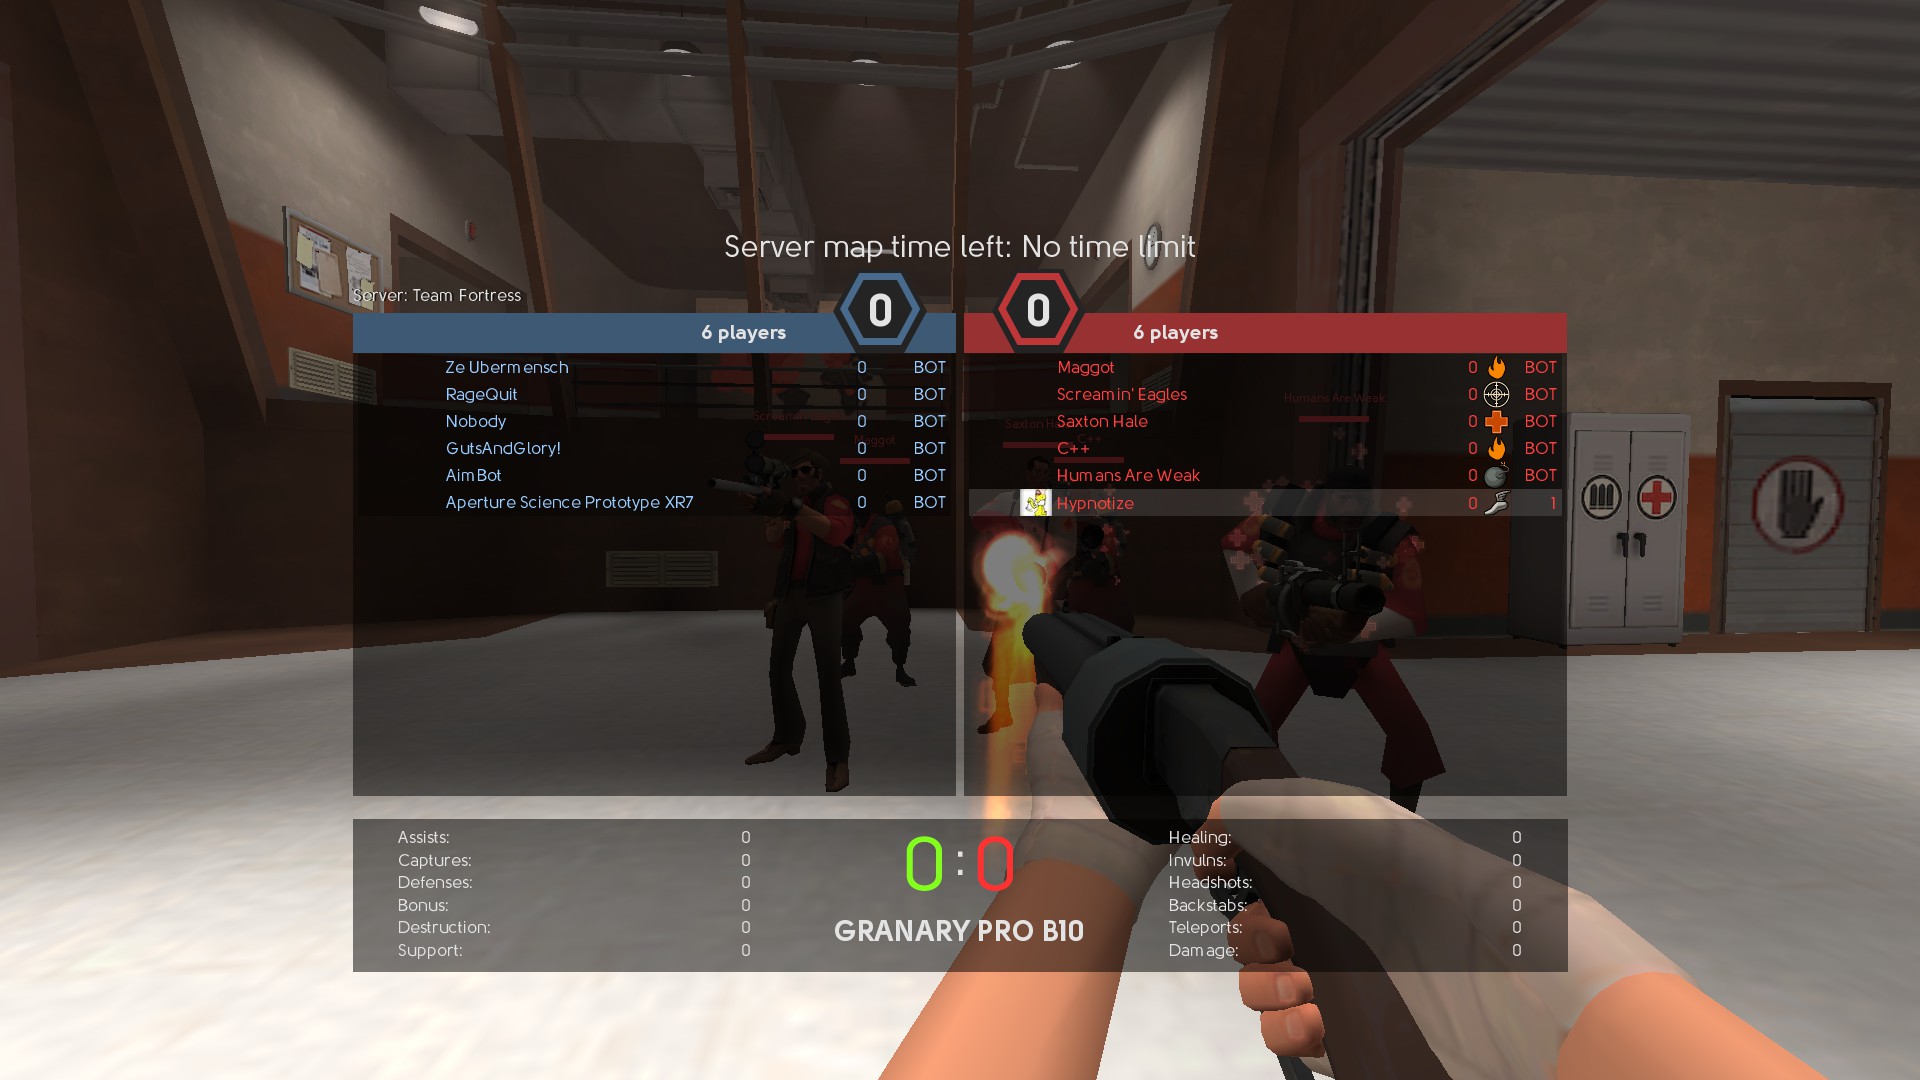 Server map time left: No time limit
Server: Team Fortress
0
0
6 players
6 players
Ze Ubermensch 0 BOT
RageQuit 0 BOT
Nobody 0 BOT
GutsAndGlory! 0 BOT
AimBot 0 BOT
Aperture Science Prototype XR7 0 BOT
Maggot 0 BOT
Screamin' Eagles 0 BOT
Saxton Hale 0 BOT
C++ 0 BOT
Humans Are Weak 0 BOT
Hypnotize 0 1
Humans Are Weak
Maggot
C++
Assists: 0
Captures: 0
Defenses: 0
Bonus: 0
Destruction: 0
Support: 0
0 : 0
GRANARY PRO B10
Healing: 0
Invulns: 0
Headshots: 0
Backstabs: 0
Teleports: 0
Damage: 0